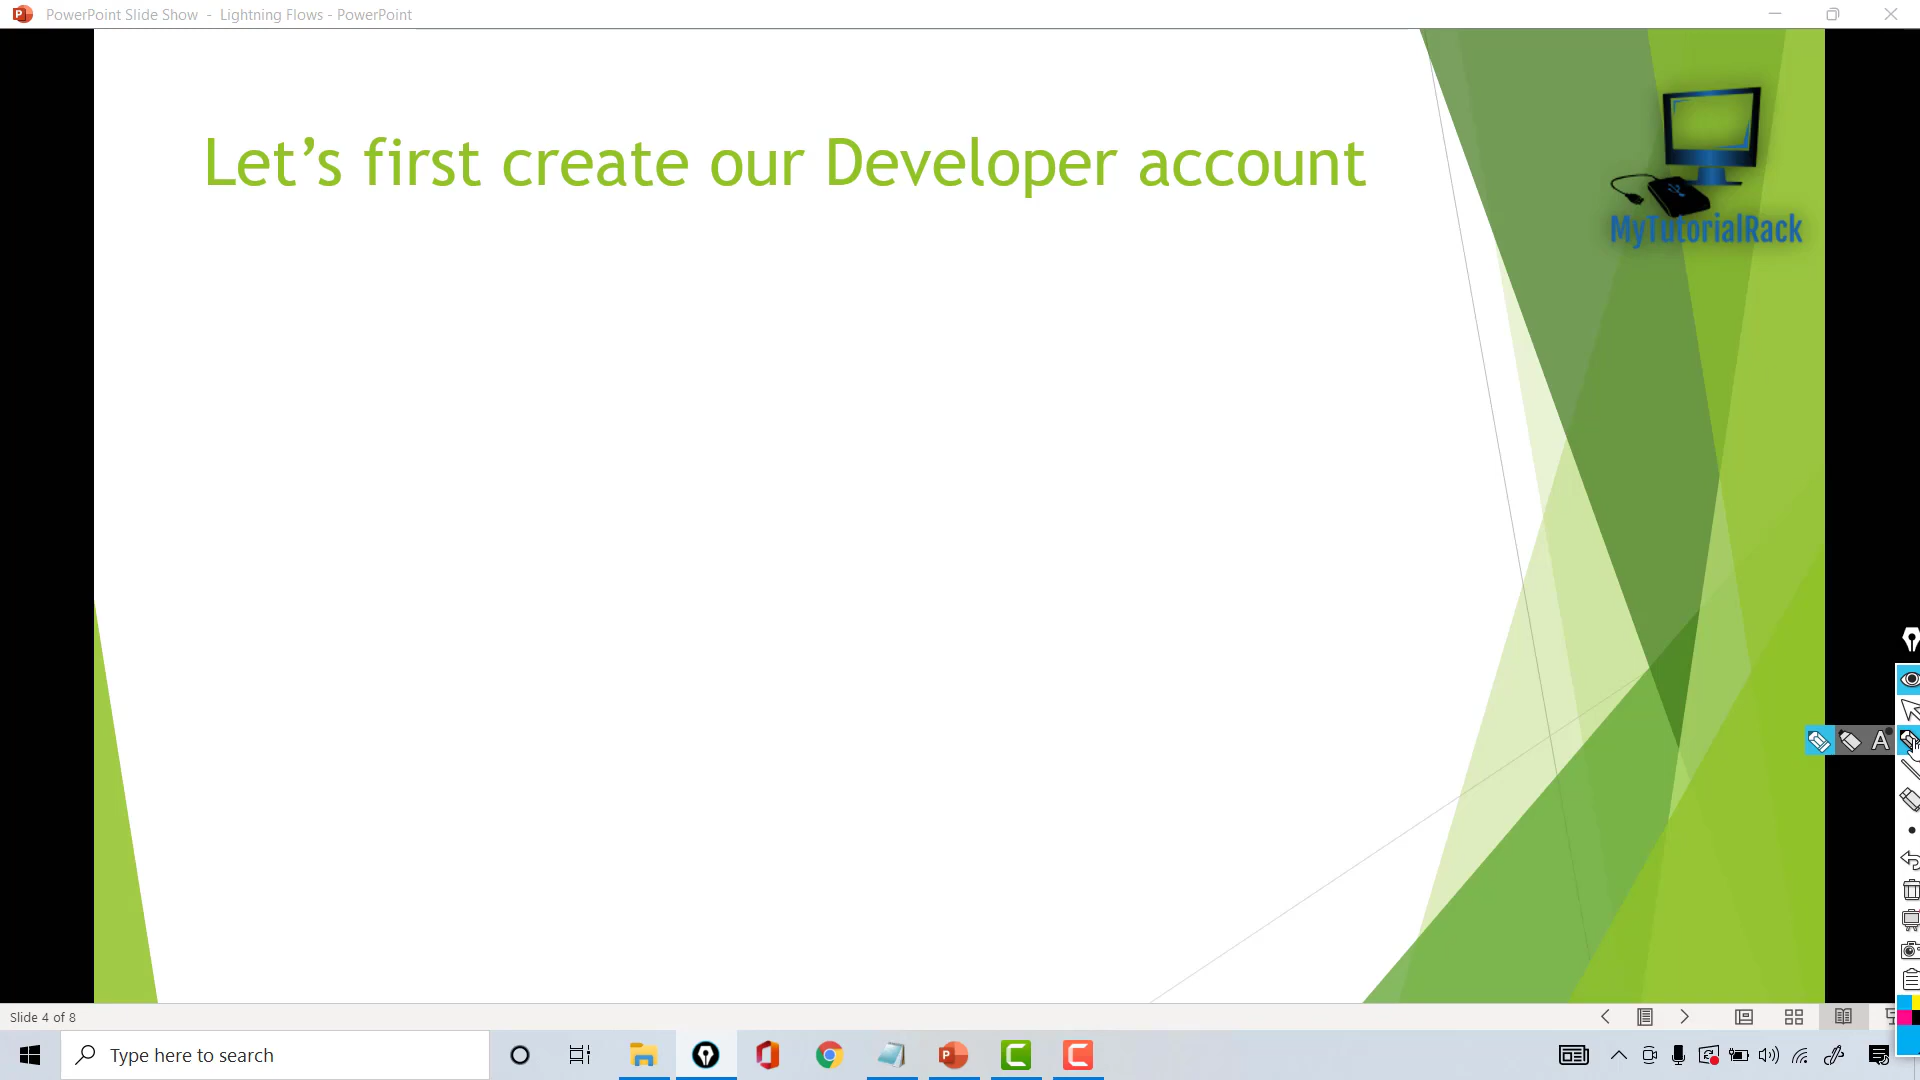 PowerPoint Slide Show - Lightning Flows - PowerPoint
Let’s first create our Developer account
MyTutorialRack
A
Slide 4 of 8
Type here to search